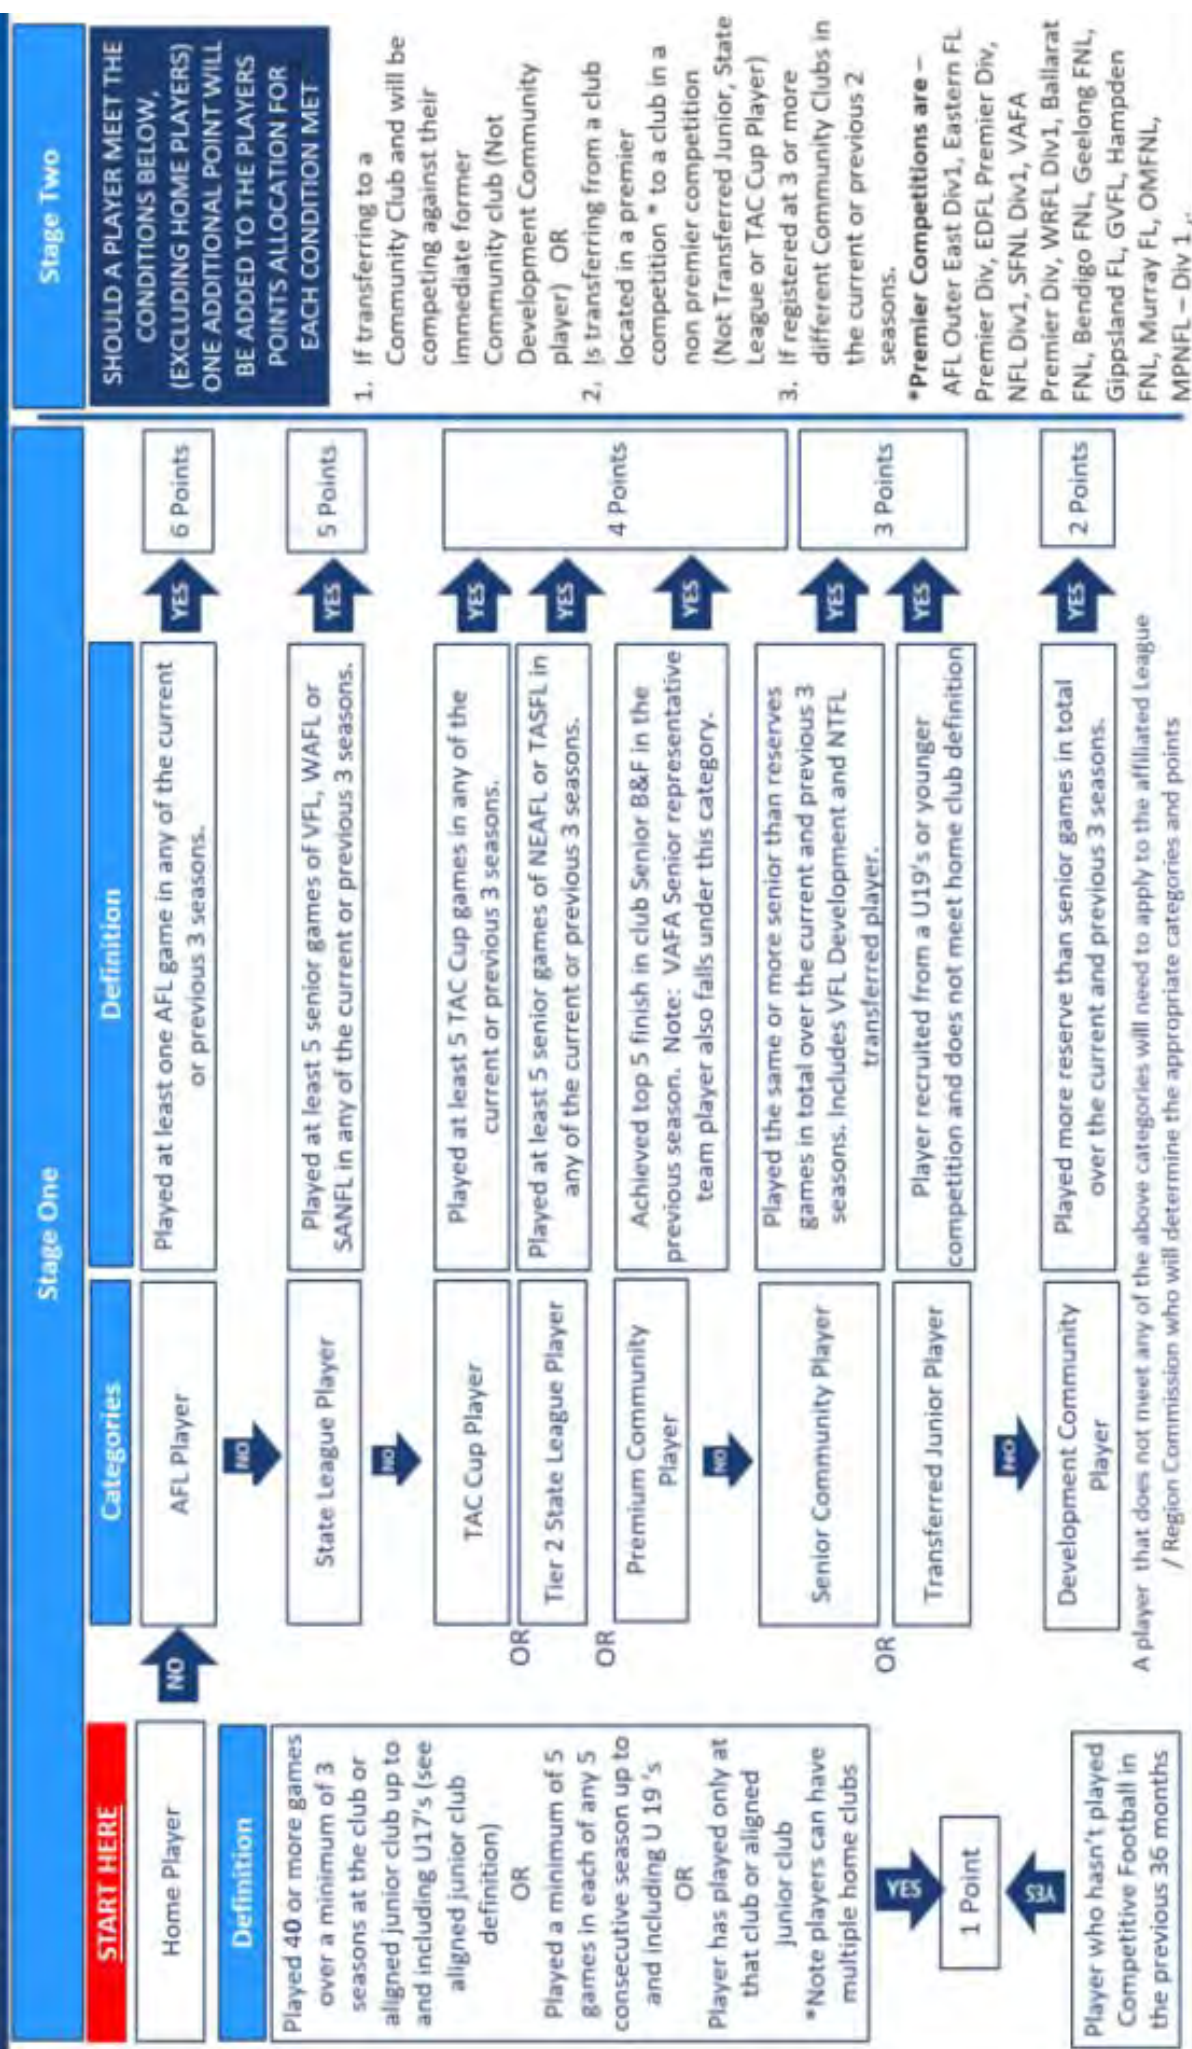 Stage One
Stage Two
START HERE
Home Player
Definition
Played 40 or more games
over a minimum of 3
seasons at the club or
aligned junior club up to
and including U17's (see
aligned junior club
definition)
OR
Played a minimum of 5
games in each of any 5
consecutive season up to
and including U 19's
OR
Player has played only at
that club or aligned
junior club
*Note players can have
multiple home clubs
YES
1 Point
YES
Player who hasn't played
Competitive Football in
the previous 36 months
NO
Categories
Definition
AFL Player
Played at least one AFL game in any of the current
or previous 3 seasons.
YES
6 Points
NO
State League Player
Played at least 5 senior games of VFL, WAFL or
SANFL in any of the current or previous 3 seasons.
YES
5 Points
NO
TAC Cup Player
Played at least 5 TAC Cup games in any of the
current or previous 3 seasons.
YES
OR
Tier 2 State League Player
Played at least 5 senior games of NEAFL or TASFL in
any of the current or previous 3 seasons.
YES
4 Points
OR
Premium Community
Player
Achieved top 5 finish in club Senior B&F in the
previous season. Note: VAFA Senior representative
team player also falls under this category.
YES
NO
Senior Community Player
Played the same or more senior than reserves
games in total over the current and previous 3
seasons. Includes VFL Development and NTFL
transferred player.
YES
3 Points
OR
Transferred Junior Player
Player recruited from a U19's or younger
competition and does not meet home club definition
YES
NO
Development Community
Player
Played more reserve than senior games in total
over the current and previous 3 seasons.
YES
2 Points
A player that does not meet any of the above categories will need to apply to the affiliated League
/ Region Commission who will determine the appropriate categories and points
SHOULD A PLAYER MEET THE
CONDITIONS BELOW,
(EXCLUDING HOME PLAYERS)
ONE ADDITIONAL POINT WILL
BE ADDED TO THE PLAYERS
POINTS ALLOCATION FOR
EACH CONDITION MET
1. If transferring to a
Community Club and will be
competing against their
immediate former
Community club (Not
Development Community
player) OR
2. Is transferring from a club
located in a premier
competition * to a club in a
non premier competition
(Not Transferred Junior, State
League or TAC Cup Player)
3. If registered at 3 or more
different Community Clubs in
the current or previous 2
seasons.
*Premier Competitions are –
AFL Outer East Div1, Eastern FL
Premier Div, EDFL Premier Div,
NFL Div1, SFNL Div1, VAFA
Premier Div, WRFL Div1, Ballarat
FNL, Bendigo FNL, Geelong FNL,
Gippsland FL, GVFL, Hampden
FNL, Murray FL, OMFNL,
MPNFL – Div 1.